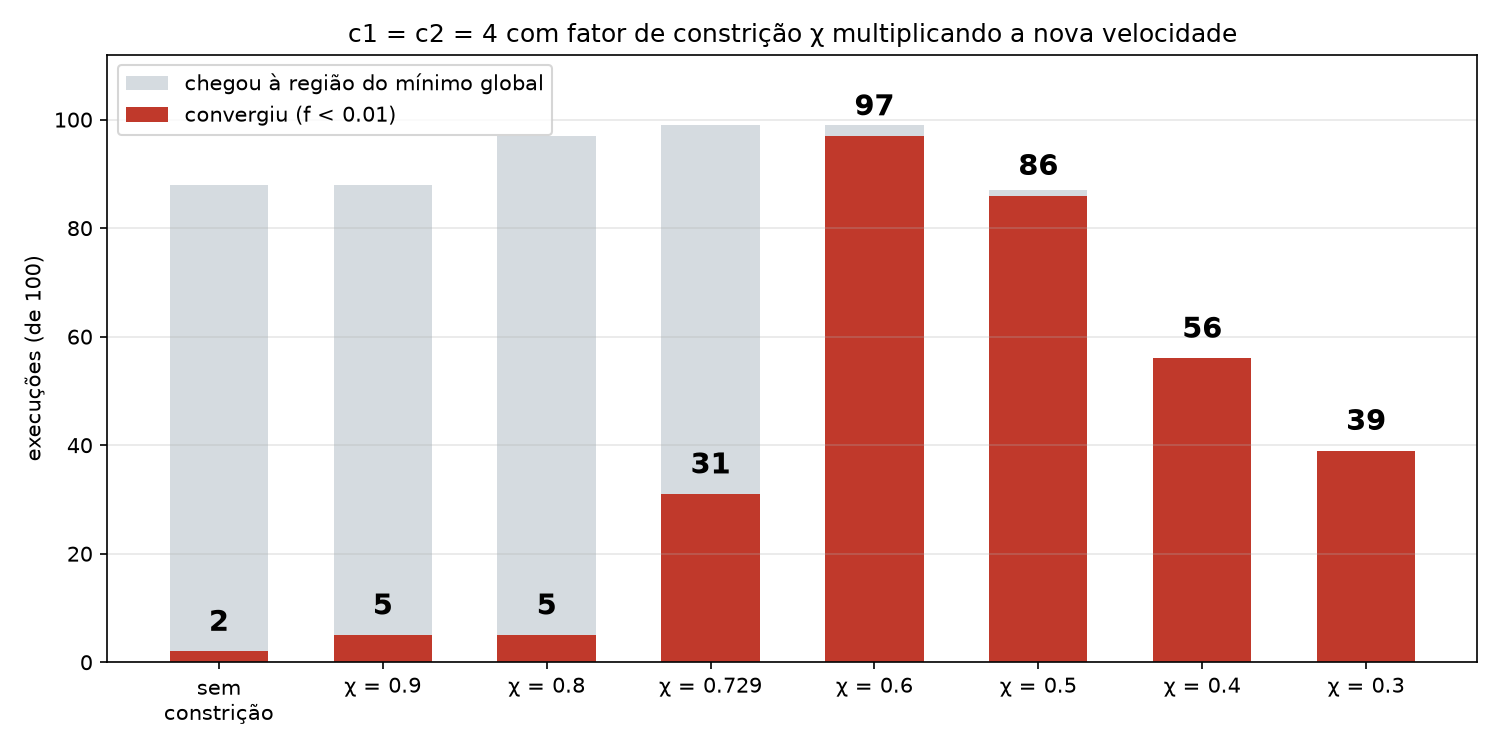 c1 = c2 = 4 com fator de constrição χ multiplicando a nova velocidade
chegou à região do mínimo global
convergiu (f < 0.01)
execuções (de 100)
100
80
60
40
20
0
2
5
5
31
97
86
56
39
sem
constrição
χ = 0.9
χ = 0.8
χ = 0.729
χ = 0.6
χ = 0.5
χ = 0.4
χ = 0.3